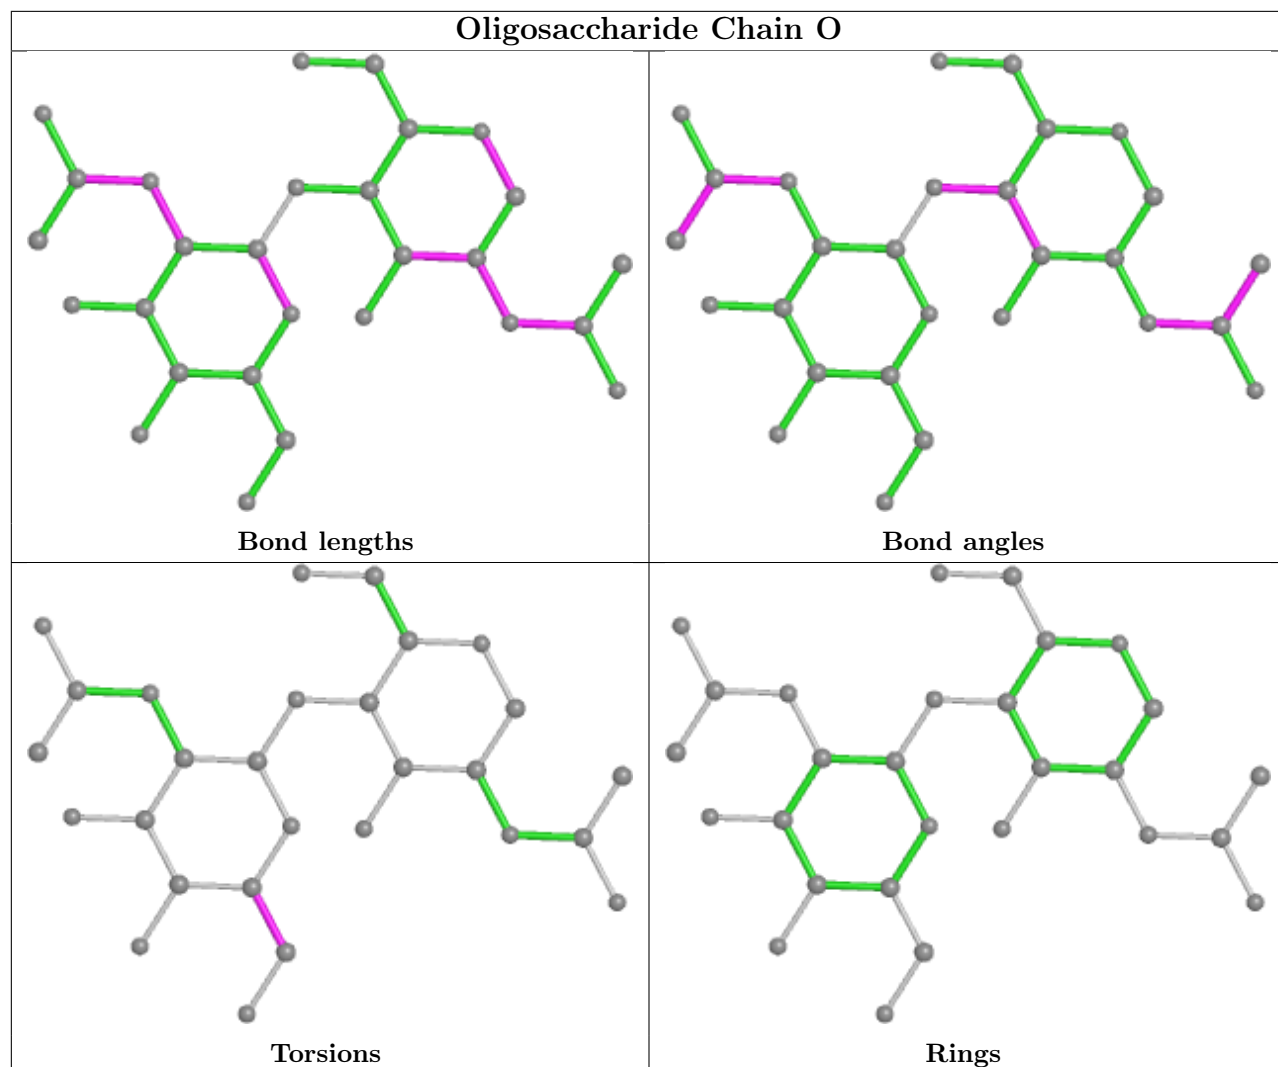 Oligosaccharide Chain O
Bond lengths
Bond angles
Torsions
Rings